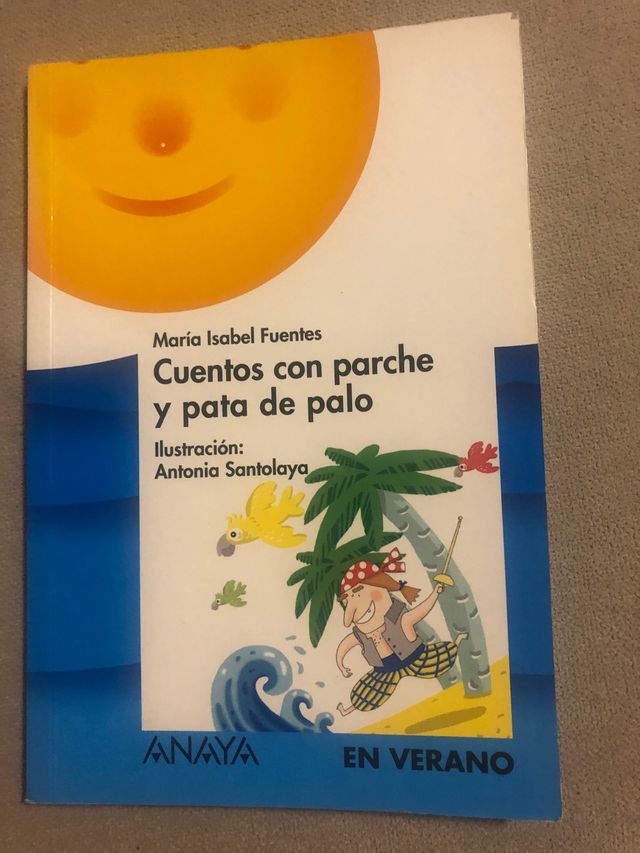 María Isabel Fuentes
Cuentos con parche
y pata de palo
Ilustración:
Antonia Santolaya
ANAYA
EN VERANO